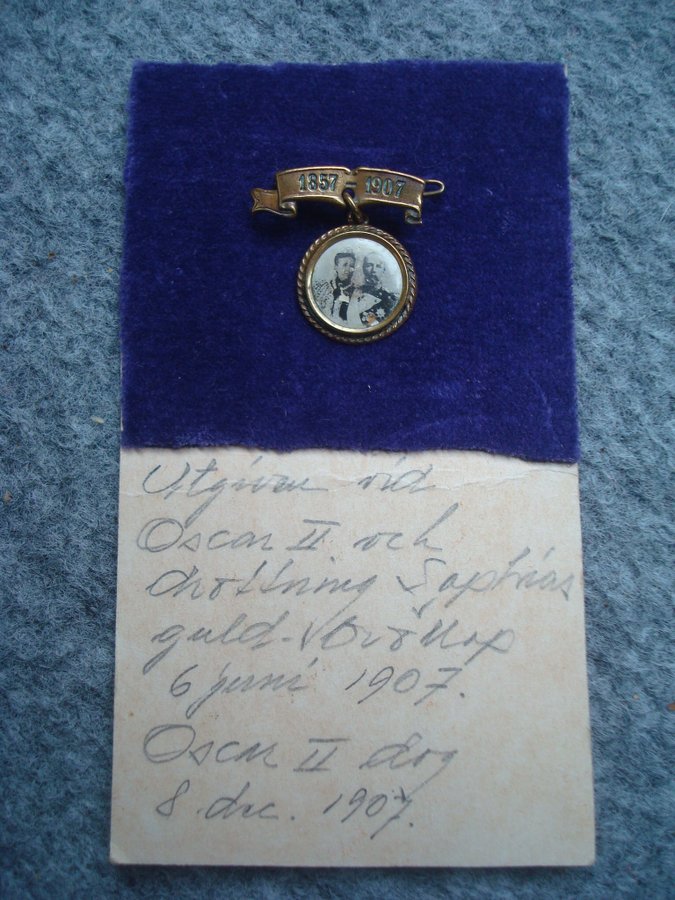 1857 - 1907
Utgiven vid
Oscar II och
drottning Sophias
guld-bröllop
6 juni 1907.
Oscar II dog
8 dec. 1907.